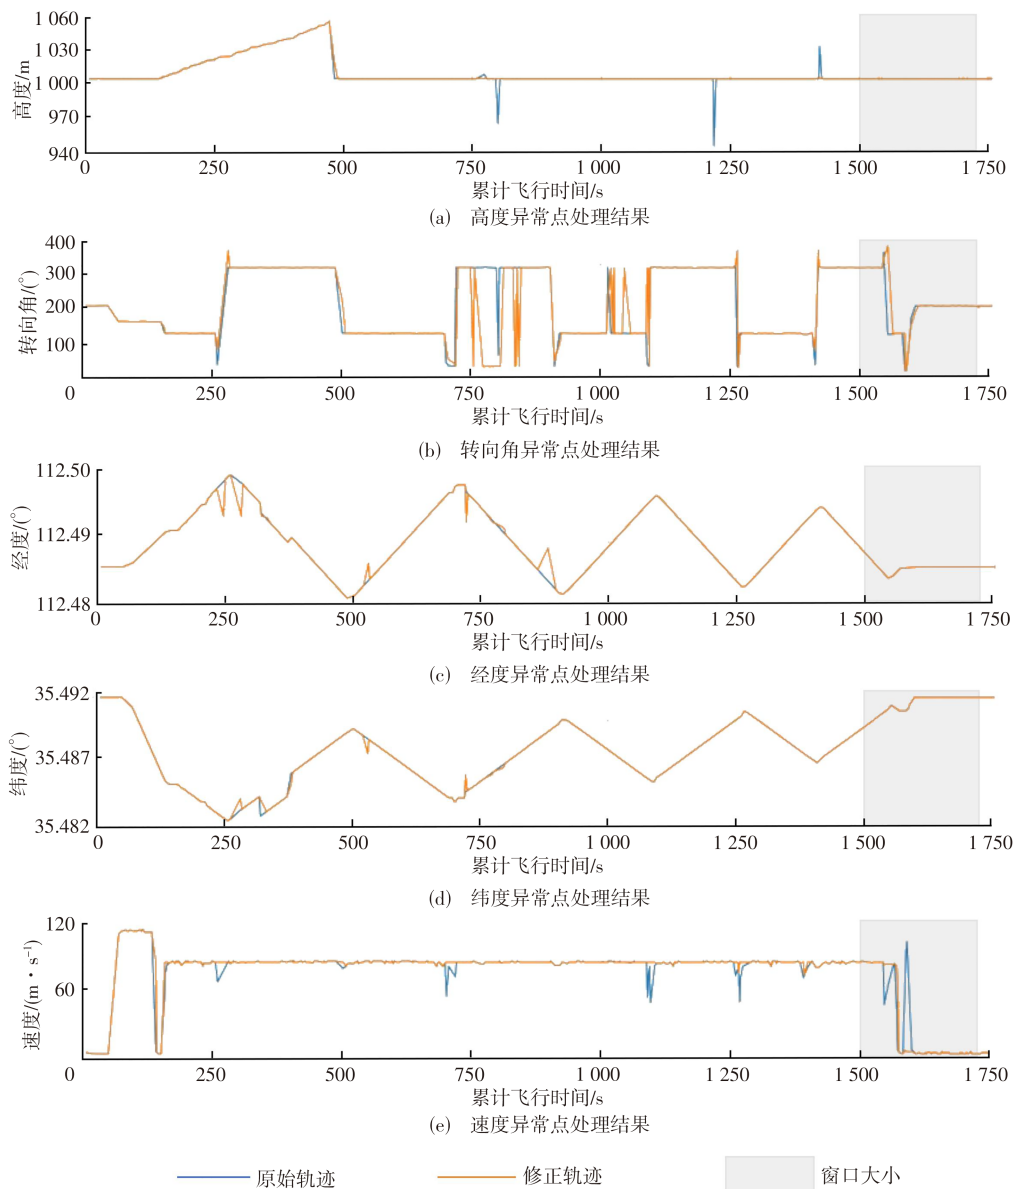 1 060
1 030
1 000
970
940
高度/m
0 250 500 750 1 000 1 250 1 500 1 750
累计飞行时间/s
(a) 高度异常点处理结果
400
300
200
100
转向角/(°)
0 250 500 750 1 000 1 250 1 500 1 750
累计飞行时间/s
(b) 转向角异常点处理结果
112.50
112.49
112.48
经度/(°)
0 250 500 750 1 000 1 250 1 500 1 750
累计飞行时间/s
(c) 经度异常点处理结果
35.492
35.487
35.482
纬度/(°)
0 250 500 750 1 000 1 250 1 500 1 750
累计飞行时间/s
(d) 纬度异常点处理结果
120
60
速度/(m·s⁻¹)
0 250 500 750 1 000 1 250 1 500 1 750
累计飞行时间/s
(e) 速度异常点处理结果
原始轨迹 修正轨迹 窗口大小